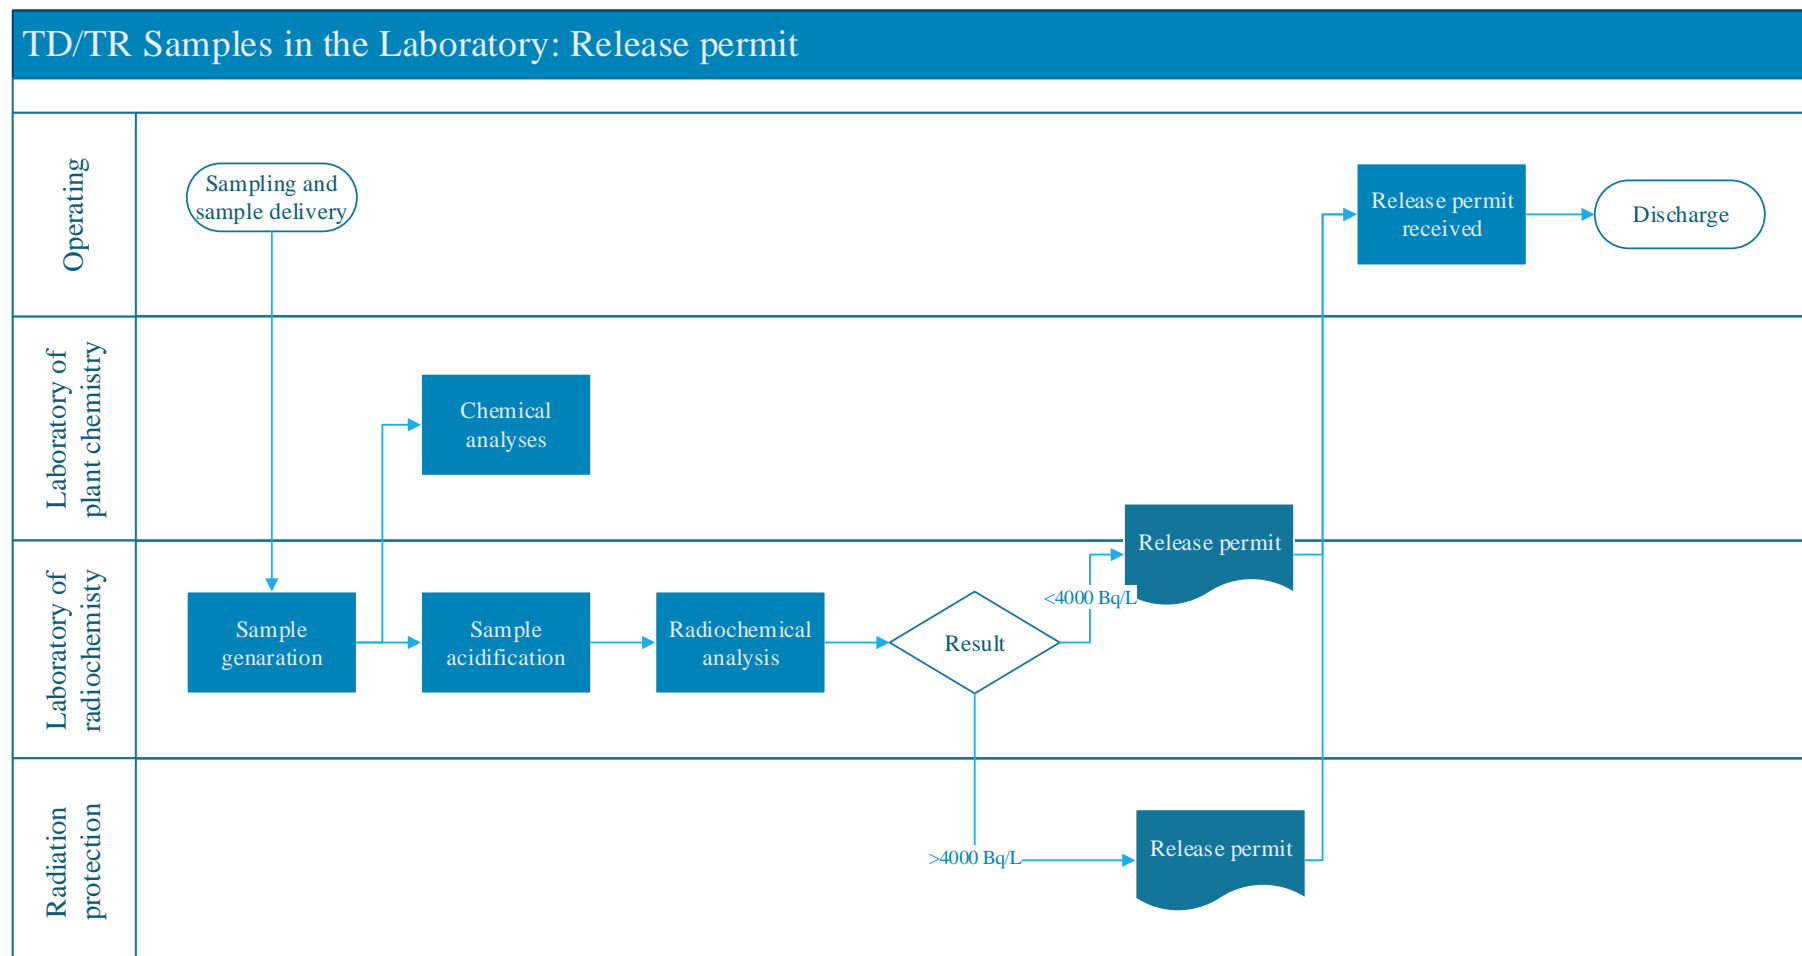 TD/TR Samples in the Laboratory: Release permit
Operating
Sampling and
sample delivery
Release permit
received
Discharge
Laboratory of
plant chemistry
Chemical
analyses
Laboratory of
radiochemisty
Sample
genaration
Sample
acidification
Radiochemical
analysis
Result
<4000 Bq/L
Release permit
Radiation
protection
>4000 Bq/L
Release permit